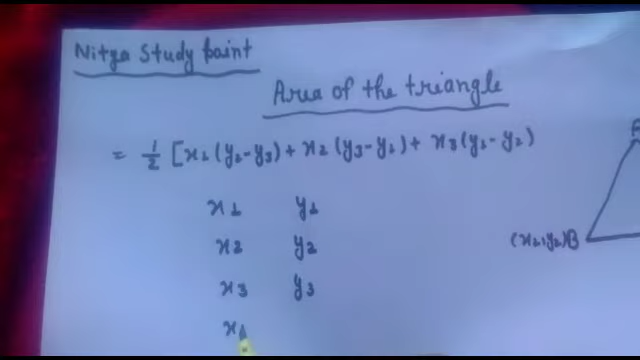 Nitya Study Point
Area of the triangle
= 1/2 [x₁(y₂-y₃)+x₂(y₃-y₁)+x₃(y₁-y₂)
x₁ y₁
x₂ y₂
(x₂,y₂)B
x₃ y₃
x